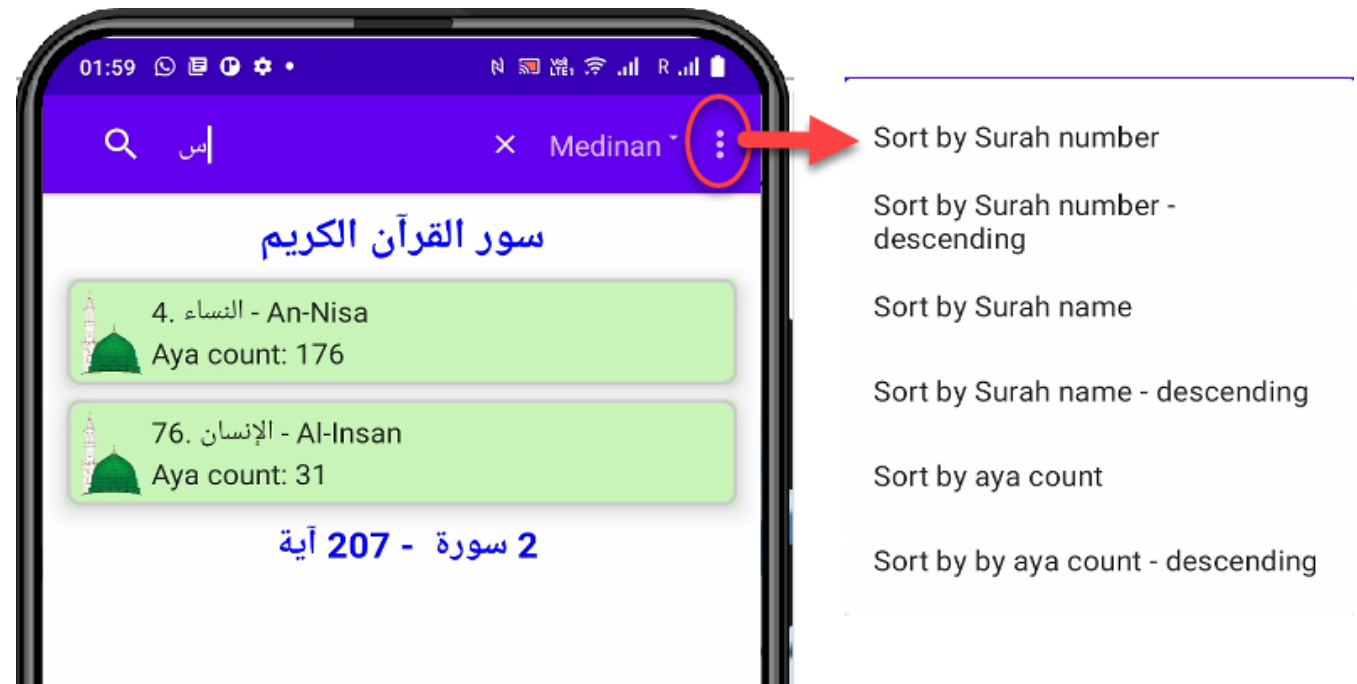 01:59
R
س
Medinan
سور القرآن الكريم
4. النساء - An-Nisa
Aya count: 176
76. الإنسان - Al-Insan
Aya count: 31
2 سورة - 207 آية
Sort by Surah number
Sort by Surah number -
descending
Sort by Surah name
Sort by Surah name - descending
Sort by aya count
Sort by by aya count - descending